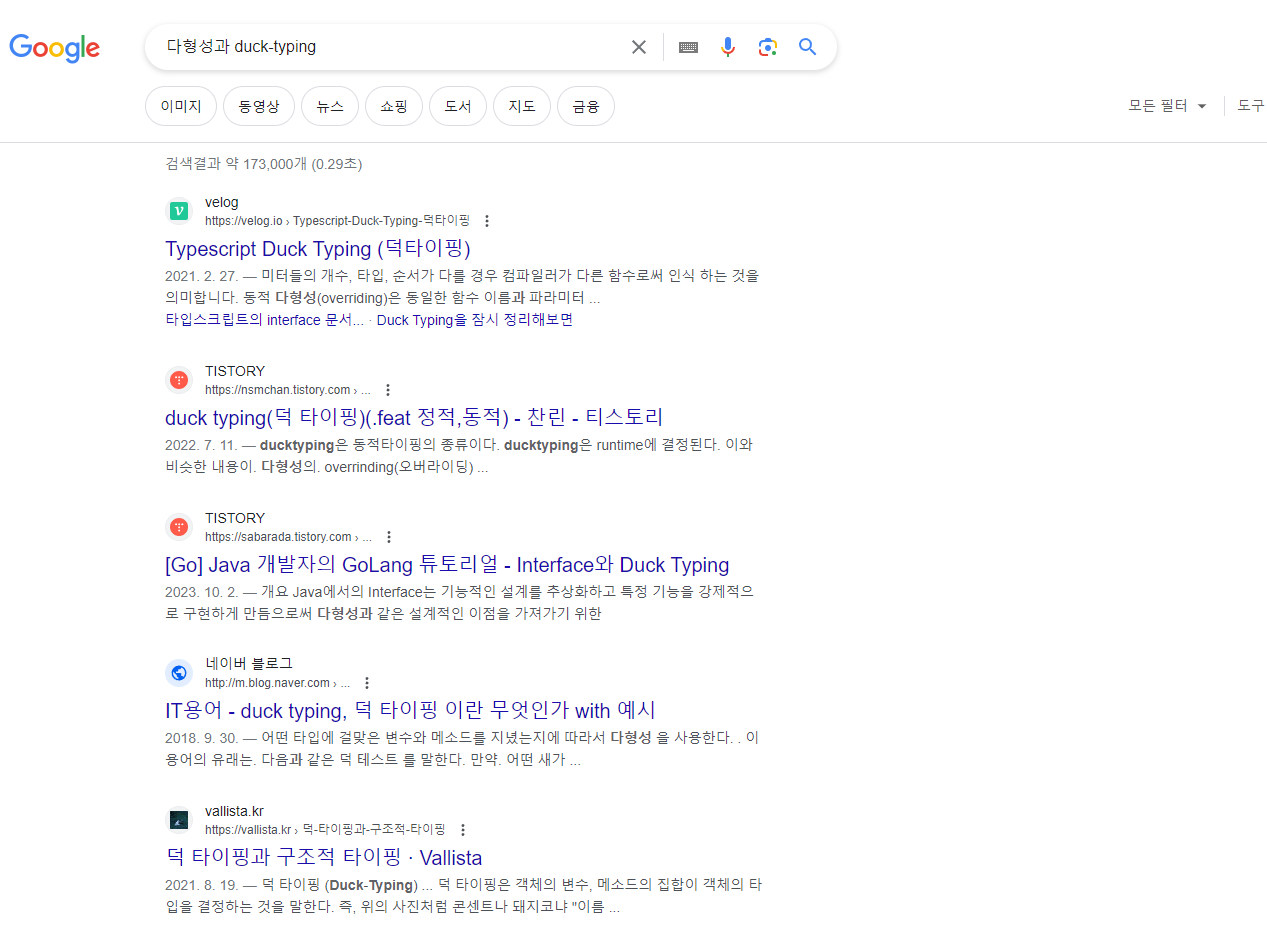 Google
다형성과 duck-typing
이미지 동영상 뉴스 쇼핑 도서 지도 금융 모든 필터 도구
검색결과 약 173,000개 (0.29초)
velog
https://velog.io › Typescript-Duck-Typing-덕타이핑
Typescript Duck Typing (덕타이핑)
2021. 2. 27. — 미터들의 개수, 타입, 순서가 다를 경우 컴파일러가 다른 함수로써 인식 하는 것을
의미합니다. 동적 다형성(overriding)은 동일한 함수 이름과 파라미터 ...
타입스크립트의 interface 문서... · Duck Typing을 잠시 정리해보면
TISTORY
https://nsmchan.tistory.com › ...
duck typing(덕 타이핑)(.feat 정적,동적) - 찬린 - 티스토리
2022. 7. 11. — ducktyping은 동적타이핑의 종류이다. ducktyping은 runtime에 결정된다. 이와
비슷한 내용이. 다형성의. overrinding(오버라이딩) ...
TISTORY
https://sabarada.tistory.com › ...
[Go] Java 개발자의 GoLang 튜토리얼 - Interface와 Duck Typing
2023. 10. 2. — 개요 Java에서의 Interface는 기능적인 설계를 추상화하고 특정 기능을 강제적으
로 구현하게 만듬으로써 다형성과 같은 설계적인 이점을 가져가기 위한
네이버 블로그
http://m.blog.naver.com › ...
IT용어 - duck typing, 덕 타이핑 이란 무엇인가 with 예시
2018. 9. 30. — 어떤 타입에 걸맞은 변수와 메소드를 지녔는지에 따라서 다형성 을 사용한다. . 이
용어의 유래는. 다음과 같은 덕 테스트 를 말한다. 만약. 어떤 새가 ...
vallista.kr
https://vallista.kr › 덕-타이핑과-구조적-타이핑
덕 타이핑과 구조적 타이핑 · Vallista
2021. 8. 19. — 덕 타이핑 (Duck-Typing) ... 덕 타이핑은 객체의 변수, 메소드의 집합이 객체의 타
입을 결정하는 것을 말한다. 즉, 위의 사진처럼 콘센트나 돼지코냐 "이름 ...